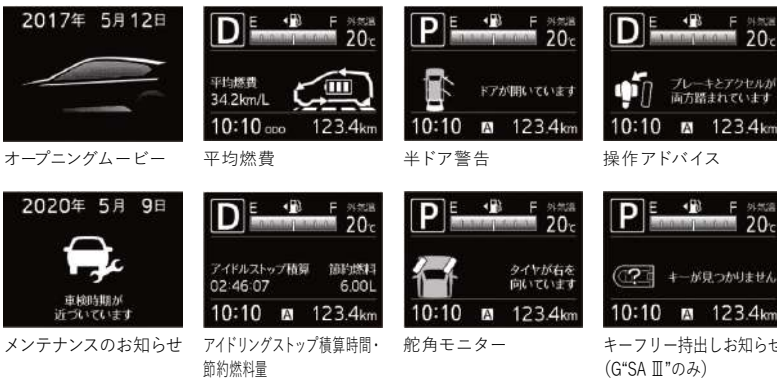 2017年 5月12日
オープニングムービー
D E F 外気温
20℃
平均燃費
34.2km/L
10:10 ODO 123.4km
平均燃費
P E F 外気温
20℃
ドアが開いています
10:10 A 123.4km
半ドア警告
D E F 外気温
20℃
ブレーキとアクセルが
両方踏まれています
10:10 A 123.4km
操作アドバイス
2020年 5月 9日
車検時期が
近づいています
メンテナンスのお知らせ
D E F 外気温
20℃
アイドルストップ積算 節約燃料
02:46:07 6.00L
10:10 A 123.4km
アイドリングストップ積算時間・
節約燃料量
P E F 外気温
20℃
タイヤが右を
向いています
10:10 A 123.4km
舵角モニター
P E F 外気温
20℃
キーが見つかりません
10:10 A 123.4km
キーフリー持出しお知らせ
(G“SA Ⅲ”のみ)